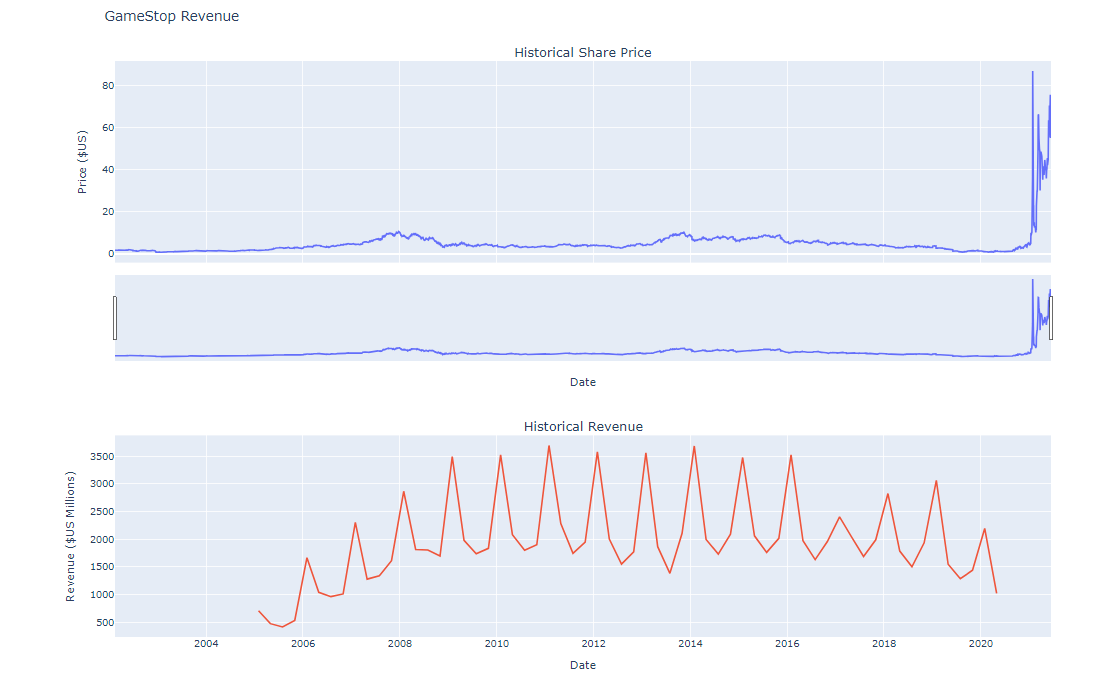 GameStop Revenue
Historical Share Price
Price ($US)
80
60
40
20
0
Date
Historical Revenue
Revenue ($US Millions)
3500
3000
2500
2000
1500
1000
500
2004 2006 2008 2010 2012 2014 2016 2018 2020
Date